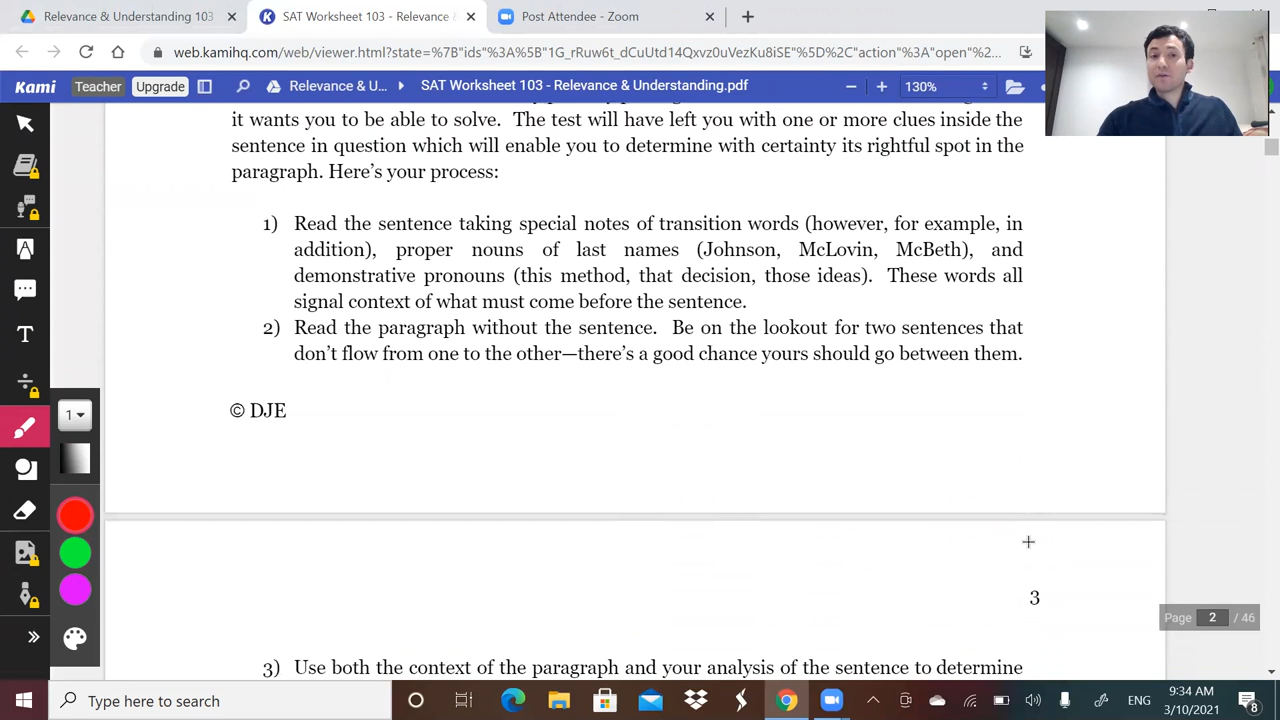 Relevance & Understanding 103
SAT Worksheet 103 - Relevance &
Post Attendee - Zoom
web.kamihq.com/web/viewer.html?state=%7B"ids"%3A%5B"1G_rRuw6t_dCuUtd14Qxvz0uVezKu8iSE"%5D%2C"action"%3A"open"%2...
Kami Teacher Upgrade Relevance & U... SAT Worksheet 103 - Relevance & Understanding.pdf 130%
it wants you to be able to solve. The test will have left you with one or more clues inside the
sentence in question which will enable you to determine with certainty its rightful spot in the
paragraph. Here's your process:
1) Read the sentence taking special notes of transition words (however, for example, in
addition), proper nouns of last names (Johnson, McLovin, McBeth), and
demonstrative pronouns (this method, that decision, those ideas). These words all
signal context of what must come before the sentence.
2) Read the paragraph without the sentence. Be on the lookout for two sentences that
don't flow from one to the other—there's a good chance yours should go between them.
© DJE
1
3
Page 2 / 46
3) Use both the context of the paragraph and your analysis of the sentence to determine
Type here to search
ENG
9:34 AM
3/10/2021
8